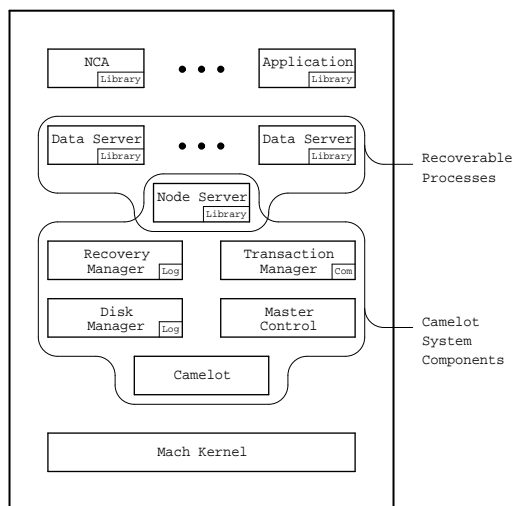 NCA
Library
Application
Library
Data Server
Library
Data Server
Library
Recoverable
Processes
Node Server
Library
Recovery
Manager
Log
Transaction
Manager
Com
Disk
Manager
Log
Master
Control
Camelot
System
Components
Camelot
Mach Kernel